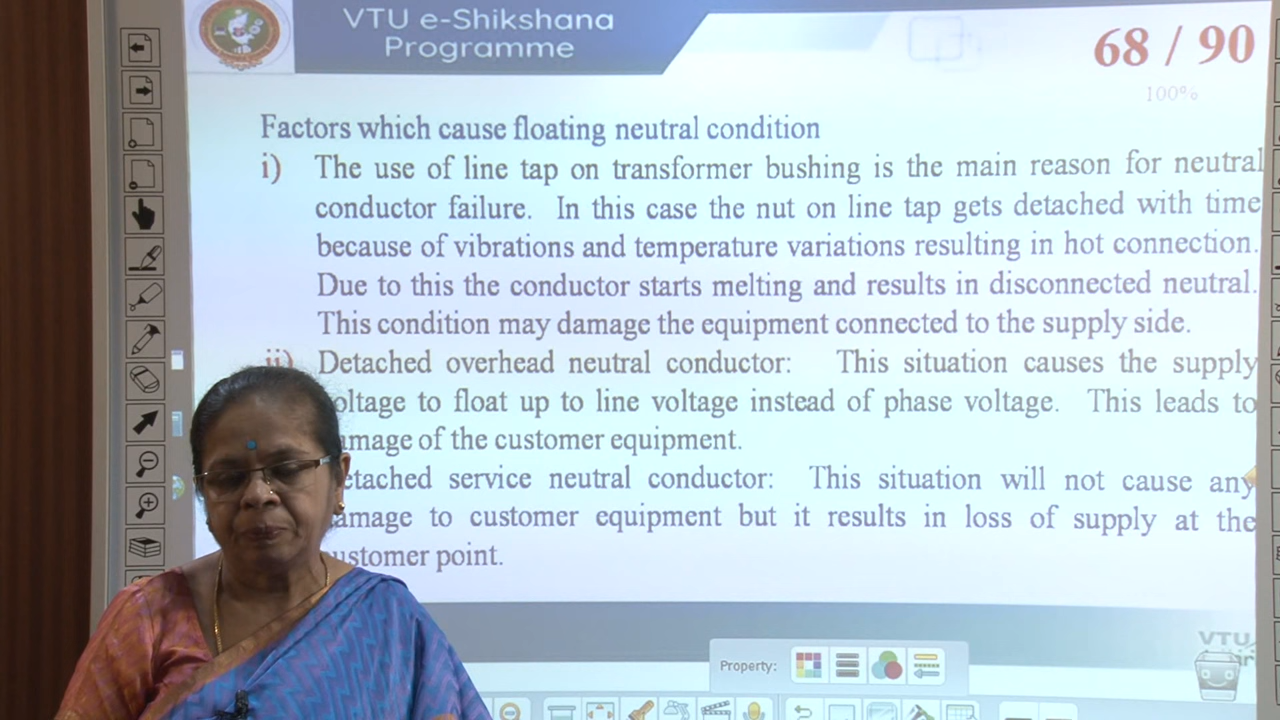 VTU e-Shikshana
Programme
68 / 90
100%
Factors which cause floating neutral condition
i) The use of line tap on transformer bushing is the main reason for neutral
conductor failure. In this case the nut on line tap gets detached with time
because of vibrations and temperature variations resulting in hot connection.
Due to this the conductor starts melting and results in disconnected neutral.
This condition may damage the equipment connected to the supply side.
ii) Detached overhead neutral conductor: This situation causes the supply
oltage to float up to line voltage instead of phase voltage. This leads to
amage of the customer equipment.
etached service neutral conductor: This situation will not cause any
amage to customer equipment but it results in loss of supply at the
ustomer point.
VTU
Property: